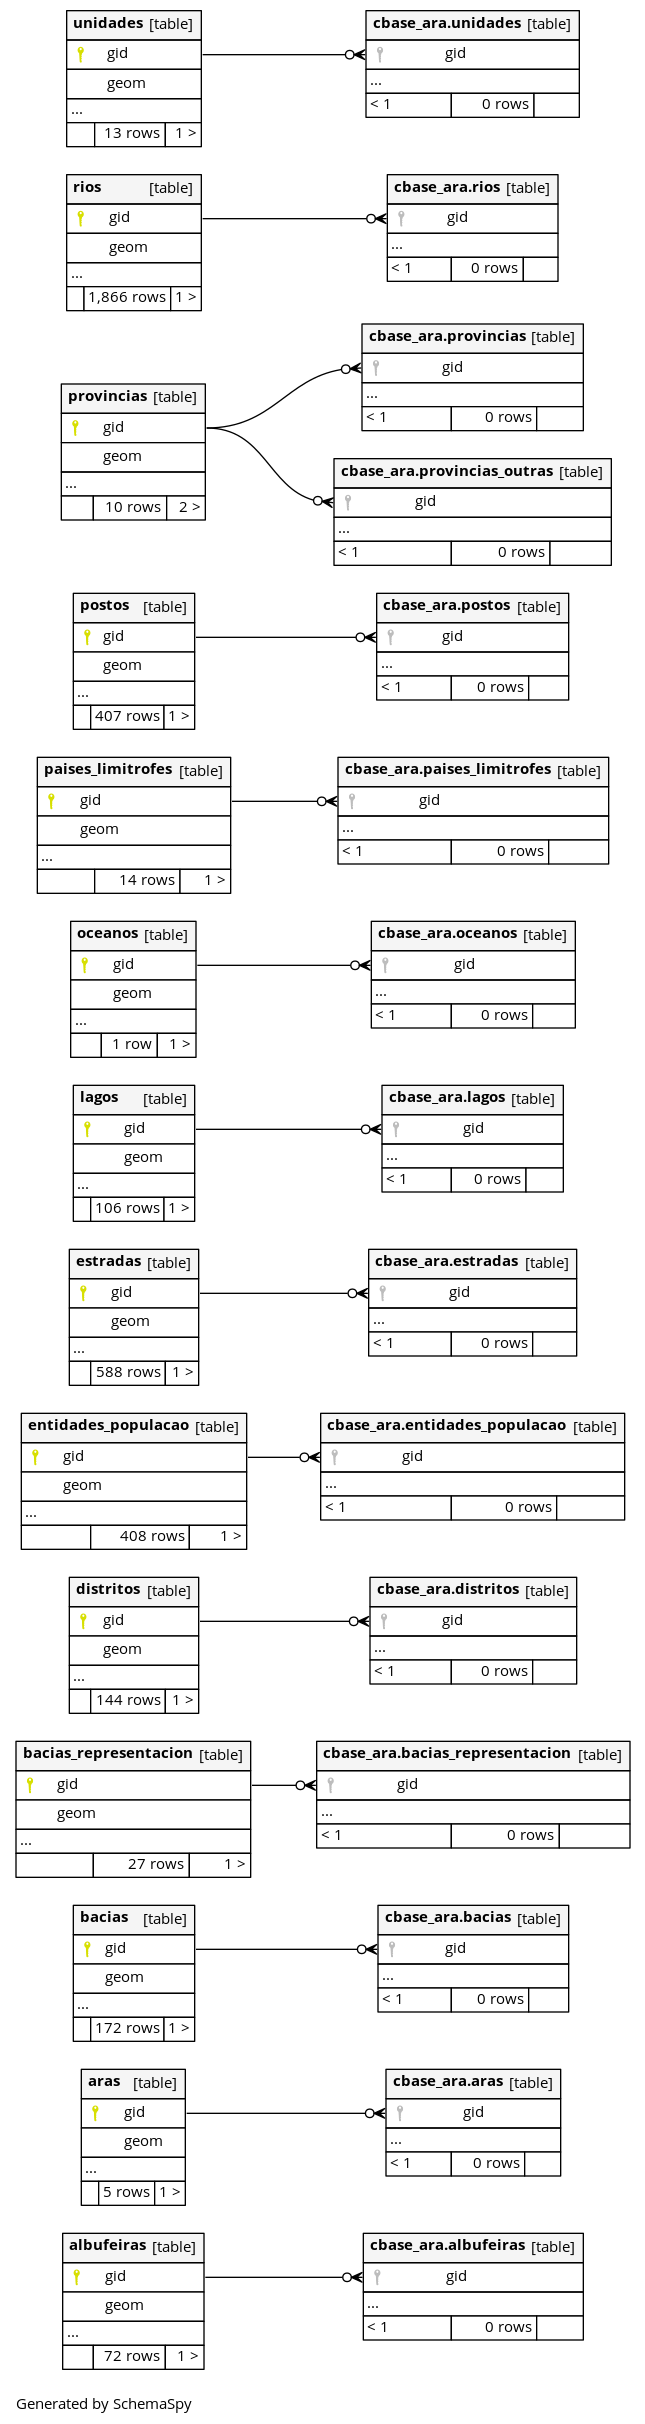 unidades [table]
gid
geom
...
13 rows 1 >
cbase_ara.unidades [table]
gid
...
< 1 0 rows
rios [table]
gid
geom
...
1,866 rows 1 >
cbase_ara.rios [table]
gid
...
< 1 0 rows
cbase_ara.provincias [table]
gid
...
< 1 0 rows
provincias [table]
gid
geom
...
10 rows 2 >
cbase_ara.provincias_outras [table]
gid
...
< 1 0 rows
postos [table]
gid
geom
...
407 rows 1 >
cbase_ara.postos [table]
gid
...
< 1 0 rows
paises_limitrofes [table]
gid
geom
...
14 rows 1 >
cbase_ara.paises_limitrofes [table]
gid
...
< 1 0 rows
oceanos [table]
gid
geom
...
1 row 1 >
cbase_ara.oceanos [table]
gid
...
< 1 0 rows
lagos [table]
gid
geom
...
106 rows 1 >
cbase_ara.lagos [table]
gid
...
< 1 0 rows
estradas [table]
gid
geom
...
588 rows 1 >
cbase_ara.estradas [table]
gid
...
< 1 0 rows
entidades_populacao [table]
gid
geom
...
408 rows 1 >
cbase_ara.entidades_populacao [table]
gid
...
< 1 0 rows
distritos [table]
gid
geom
...
144 rows 1 >
cbase_ara.distritos [table]
gid
...
< 1 0 rows
bacias_representacion [table]
gid
geom
...
27 rows 1 >
cbase_ara.bacias_representacion [table]
gid
...
< 1 0 rows
bacias [table]
gid
geom
...
172 rows 1 >
cbase_ara.bacias [table]
gid
...
< 1 0 rows
aras [table]
gid
geom
...
5 rows 1 >
cbase_ara.aras [table]
gid
...
< 1 0 rows
albufeiras [table]
gid
geom
...
72 rows 1 >
cbase_ara.albufeiras [table]
gid
...
< 1 0 rows
Generated by SchemaSpy